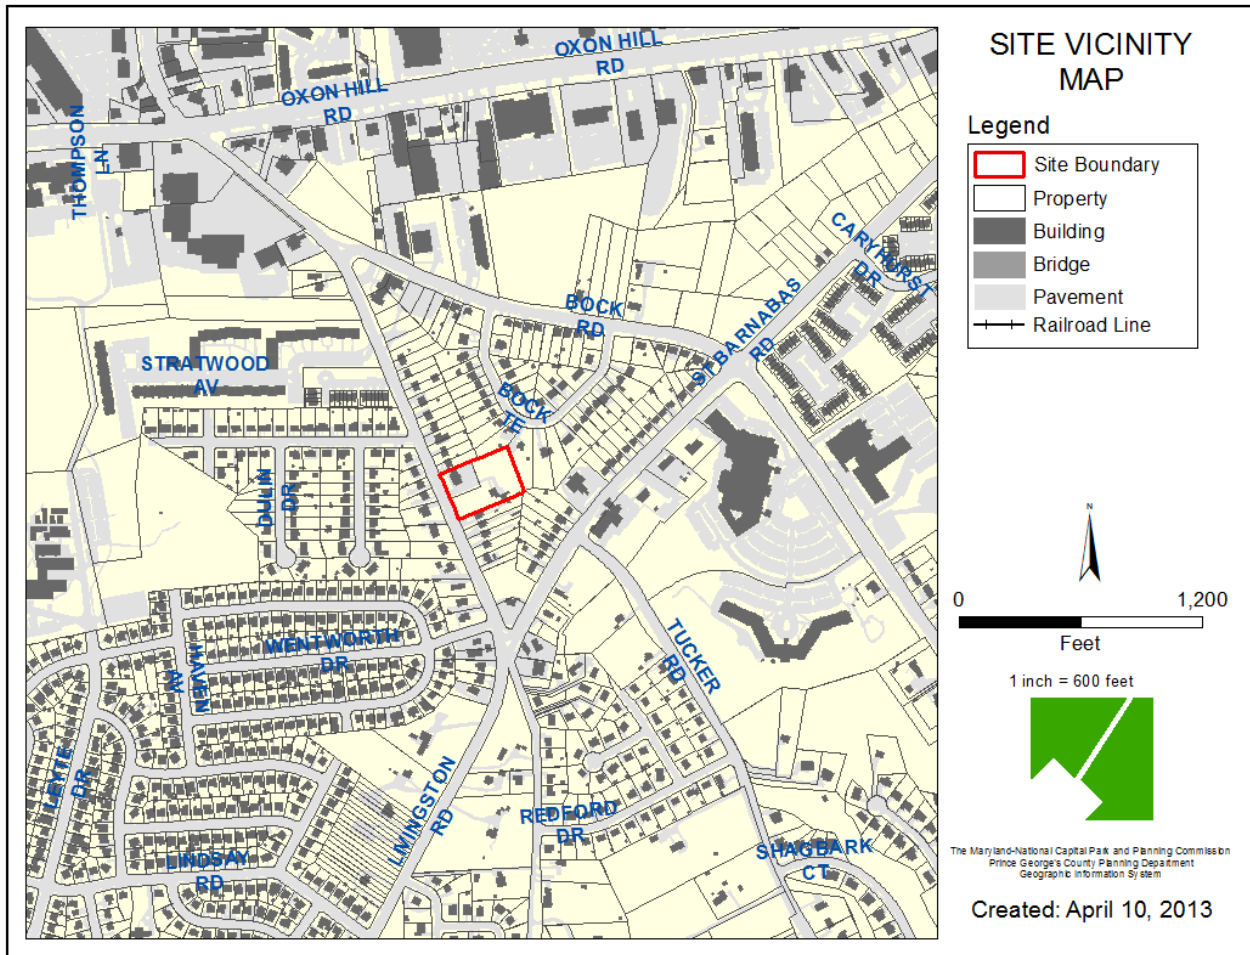 SITE VICINITY
MAP
Legend
Site Boundary
Property
Building
Bridge
Pavement
Railroad Line
OXON HILL
RD
OXON HILL
RD
THOMPSON
LN
CARYHURST
DR
BOCK
RD
ST BARNABAS
RD
STRATWOOD
AV
BOCK
TE
DULIN
DR
WENTWORTH
DR
HAVEN
AV
TUCKER
RD
LEYTE
DR
LIVINGSTON
RD
REDFORD
DR
LINDSAY
RD
SHAGBARK
CT
N
0 1,200
Feet
1 inch = 600 feet
The Maryland-National Capital Park and Planning Commission
Prince George's County Planning Department
Geographic Information System
Created: April 10, 2013